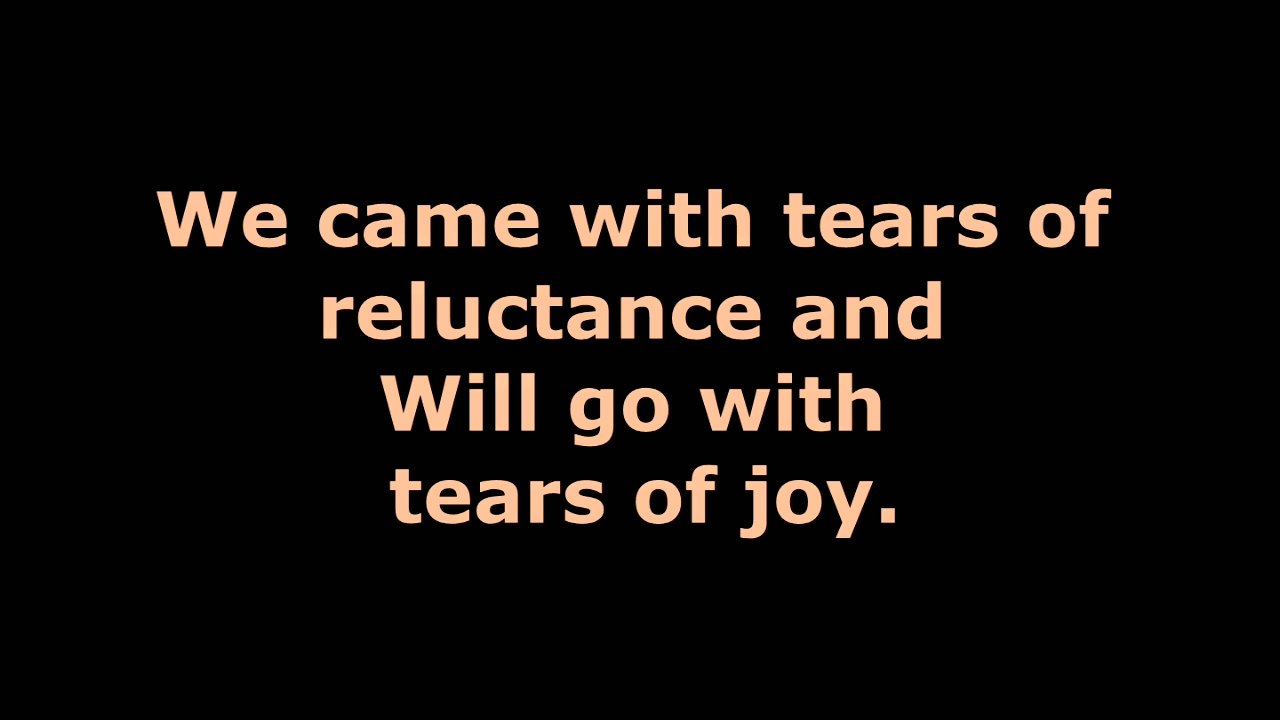 We came with tears of
reluctance and
Will go with
tears of joy.